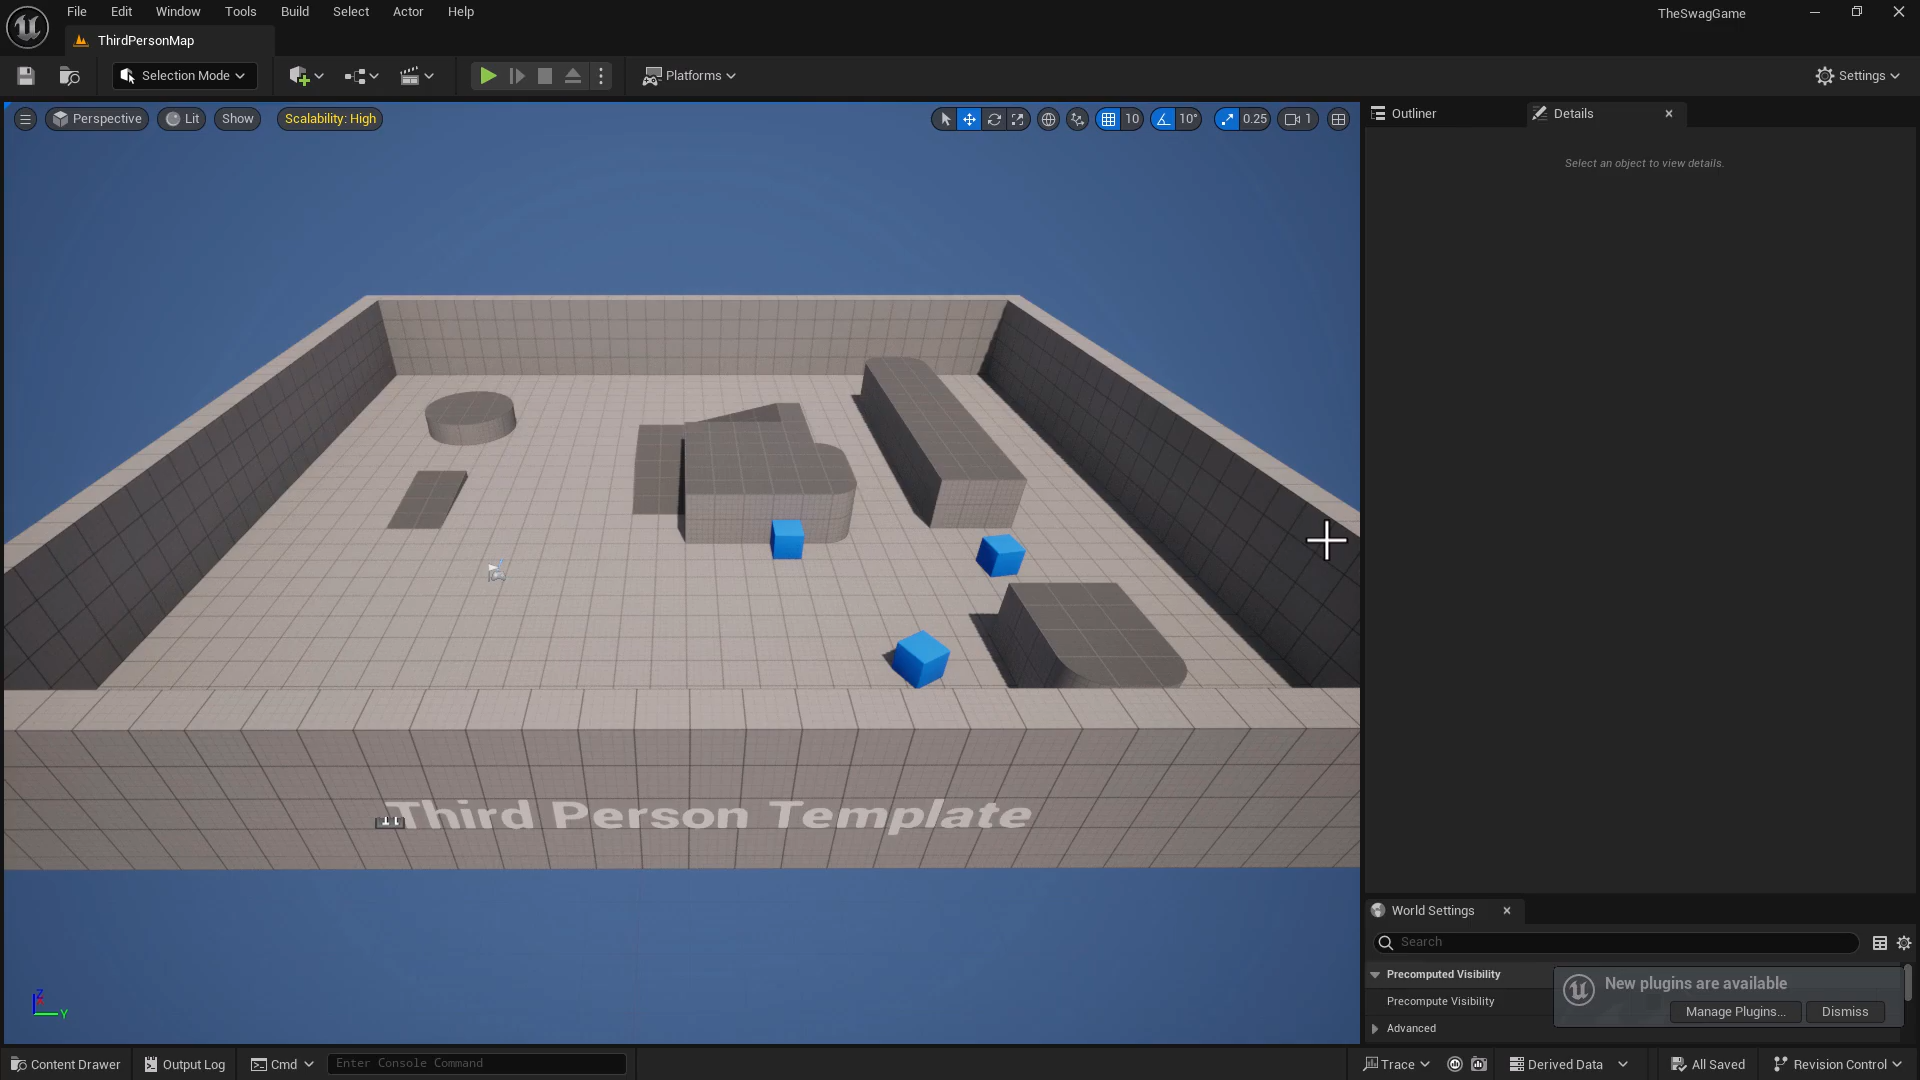 File Edit Window Tools Build Select Actor Help
TheSwagGame
ThirdPersonMap
Selection Mode
Platforms
Settings
Perspective Lit Show Scalability: High
10 10° 0.25 1
Outliner Details
Select an object to view details.
Third Person Template
World Settings
Search
Precomputed Visibility
Precompute Visibility
Advanced
New plugins are available
Manage Plugins... Dismiss
Z
Y
Content Drawer Output Log Cmd Enter Console Command
Trace Derived Data All Saved Revision Control